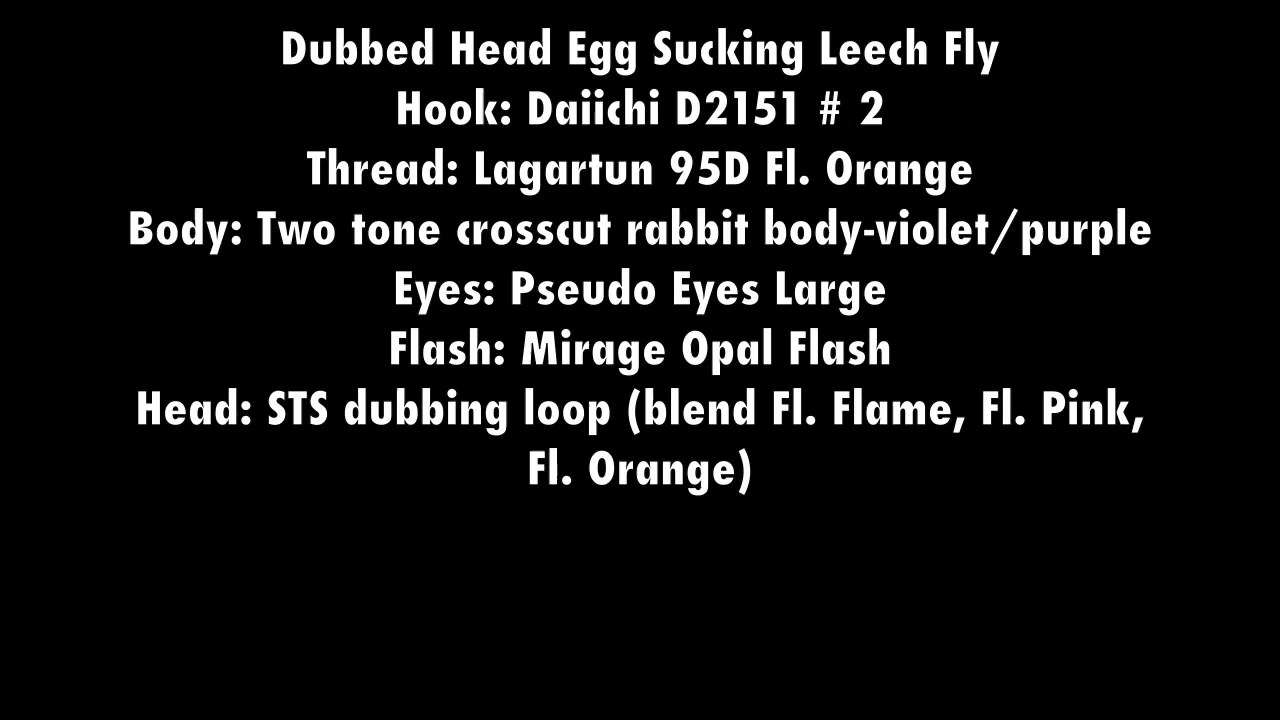 Dubbed Head Egg Sucking Leech Fly
Hook: Daiichi D2151 # 2
Thread: Lagartun 95D Fl. Orange
Body: Two tone crosscut rabbit body-violet/purple
Eyes: Pseudo Eyes Large
Flash: Mirage Opal Flash
Head: STS dubbing loop (blend Fl. Flame, Fl. Pink,
Fl. Orange)